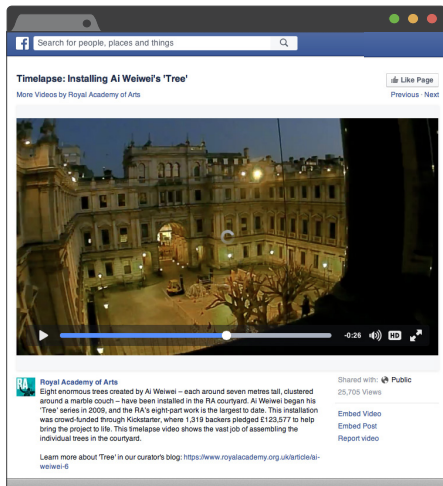 f Search for people, places and things
Timelapse: Installing Ai Weiwei's 'Tree'
Like Page
More Videos by Royal Academy of Arts
Previous · Next
-0:26 HD
RA
Royal Academy of Arts
Eight enormous trees created by Ai Weiwei – each around seven metres tall, clustered
around a marble couch – have been installed in the RA courtyard. Ai Weiwei began his
'Tree' series in 2009, and the RA's eight-part work is the largest to date. This installation
was crowd-funded through Kickstarter, where 1,319 backers pledged £123,577 to help
bring the project to life. This timelapse video shows the vast job of assembling the
individual trees in the courtyard.
Learn more about 'Tree' in our curator's blog: https://www.royalacademy.org.uk/article/ai-
weiwei-6
Shared with: Public
25,705 Views
Embed Video
Embed Post
Report video